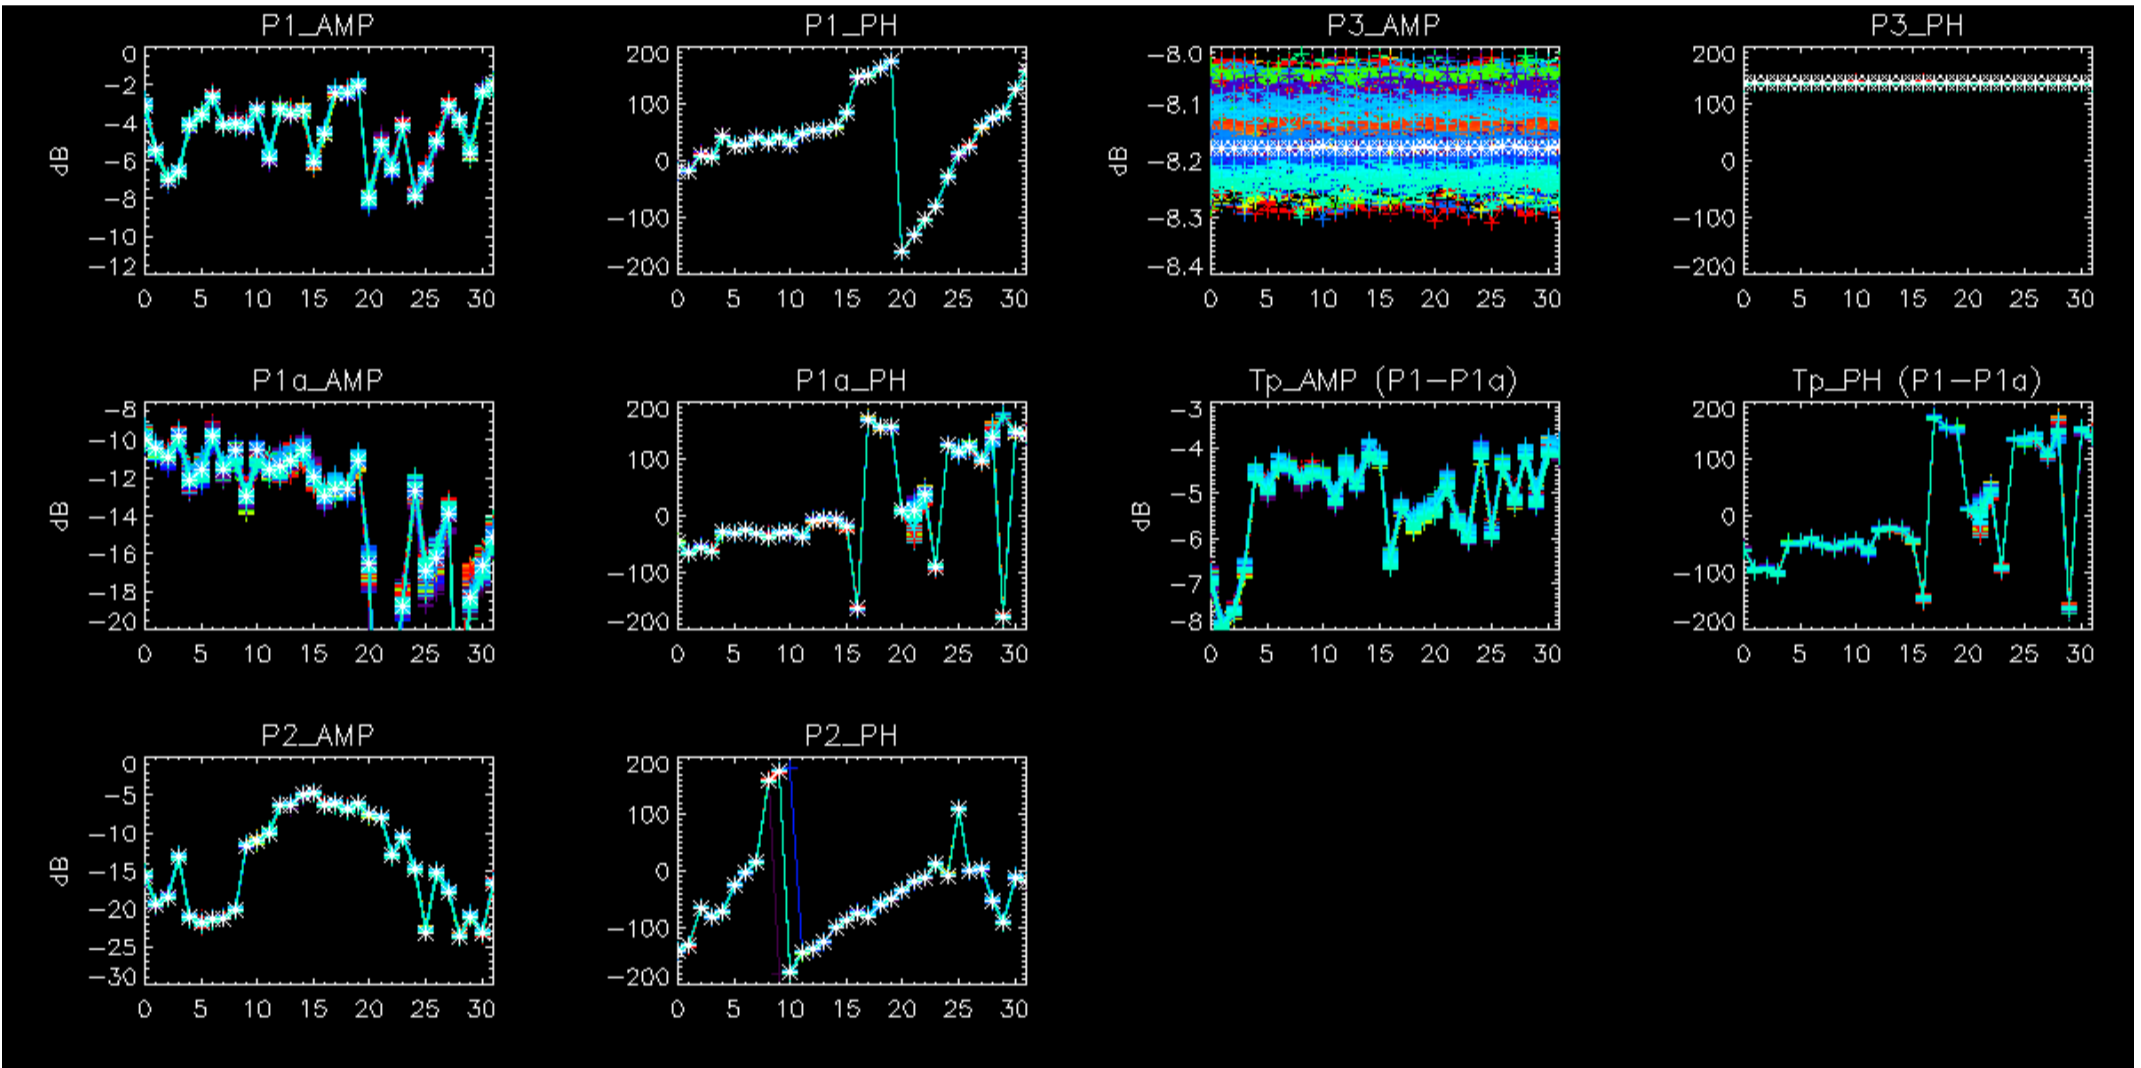 P1_AMP
0
−2
−4
−6
−8
−10
−12
dB
0 5 10 15 20 25 30
P1_PH
200
100
0
−100
−200
0 5 10 15 20 25 30
P3_AMP
−8.0
−8.1
−8.2
−8.3
−8.4
dB
0 5 10 15 20 25 30
P3_PH
200
100
0
−100
−200
0 5 10 15 20 25 30
P1a_AMP
−8
−10
−12
−14
−16
−18
−20
dB
0 5 10 15 20 25 30
P1a_PH
200
100
0
−100
−200
0 5 10 15 20 25 30
Tp_AMP (P1−P1a)
−3
−4
−5
−6
−7
−8
dB
0 5 10 15 20 25 30
Tp_PH (P1−P1a)
200
100
0
−100
−200
0 5 10 15 20 25 30
P2_AMP
0
−5
−10
−15
−20
−25
−30
dB
0 5 10 15 20 25 30
P2_PH
200
100
0
−100
−200
0 5 10 15 20 25 30